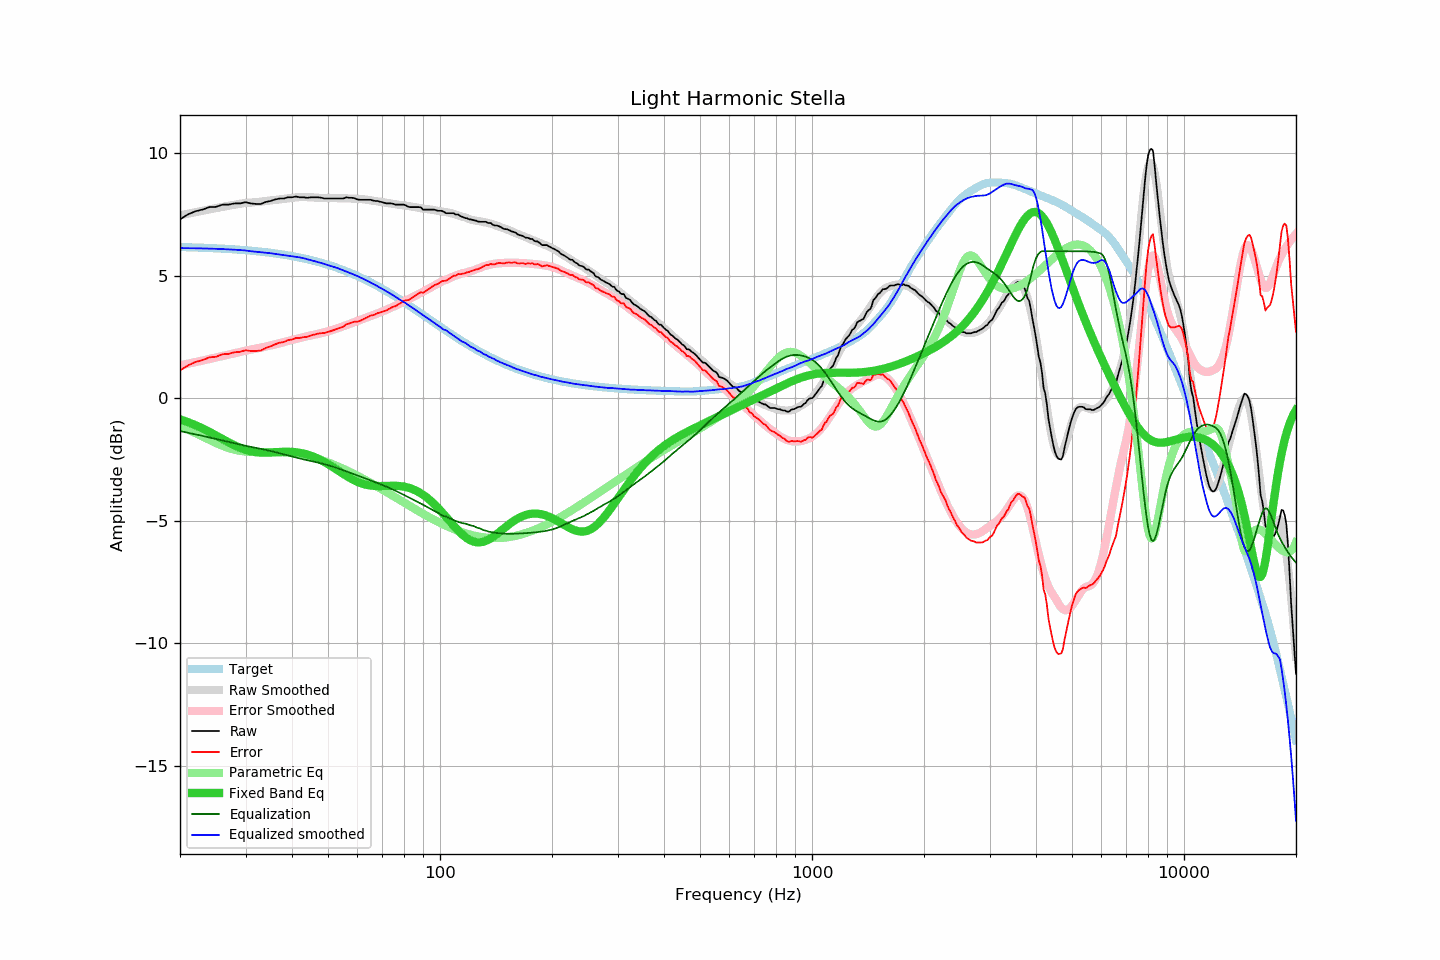 Light Harmonic Stella
10
5
0
−5
−10
−15
Amplitude (dBr)
Target
Raw Smoothed
Error Smoothed
Raw
Error
Parametric Eq
Fixed Band Eq
Equalization
Equalized smoothed
100
1000
10000
Frequency (Hz)